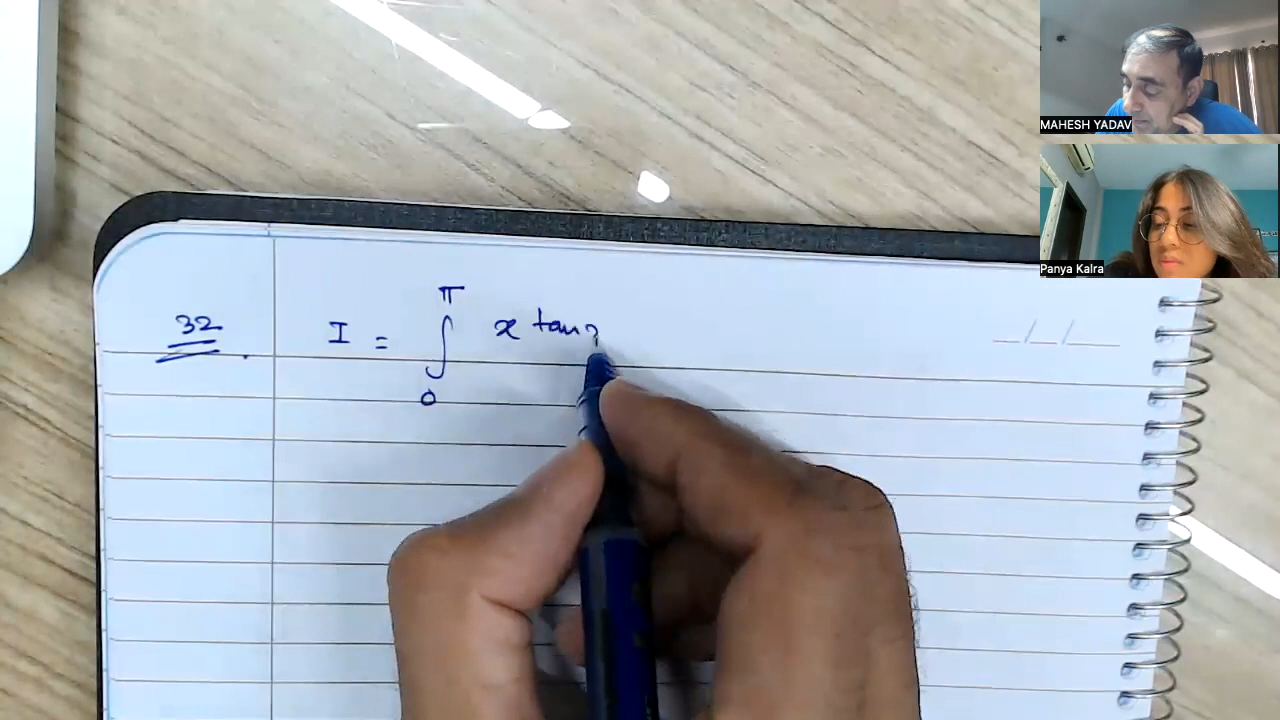 MAHESH YADAV
Panya Kalra
π
32 I = ∫ x tan
0
_/_/_